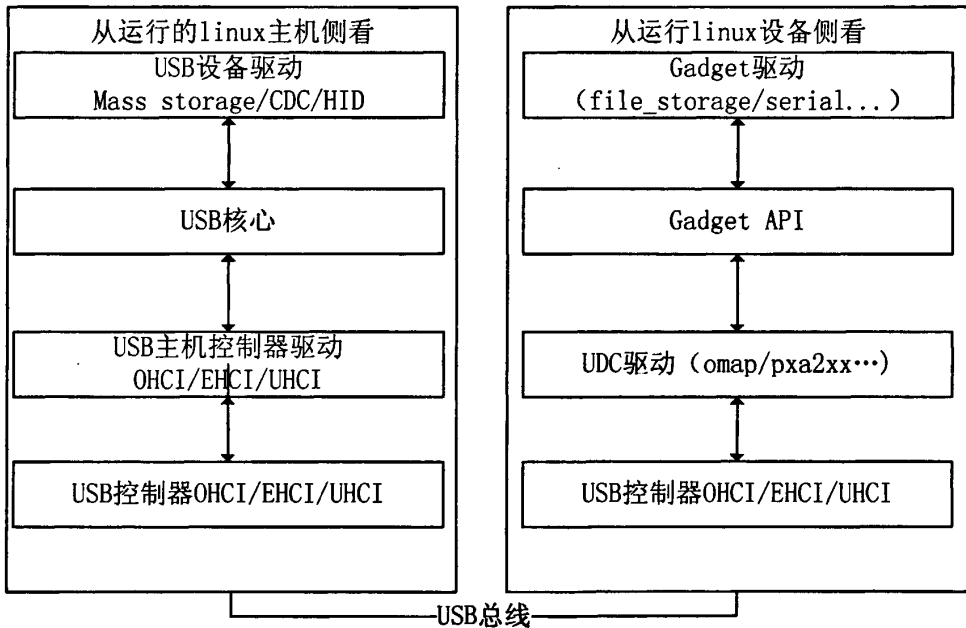 从运行的linux主机侧看
USB设备驱动
Mass storage/CDC/HID
USB核心
USB主机控制器驱动
OHCI/EHCI/UHCI
USB控制器OHCI/EHCI/UHCI
从运行linux设备侧看
Gadget驱动
（file_storage/serial...）
Gadget API
UDC驱动（omap/pxa2xx…）
USB控制器OHCI/EHCI/UHCI
USB总线